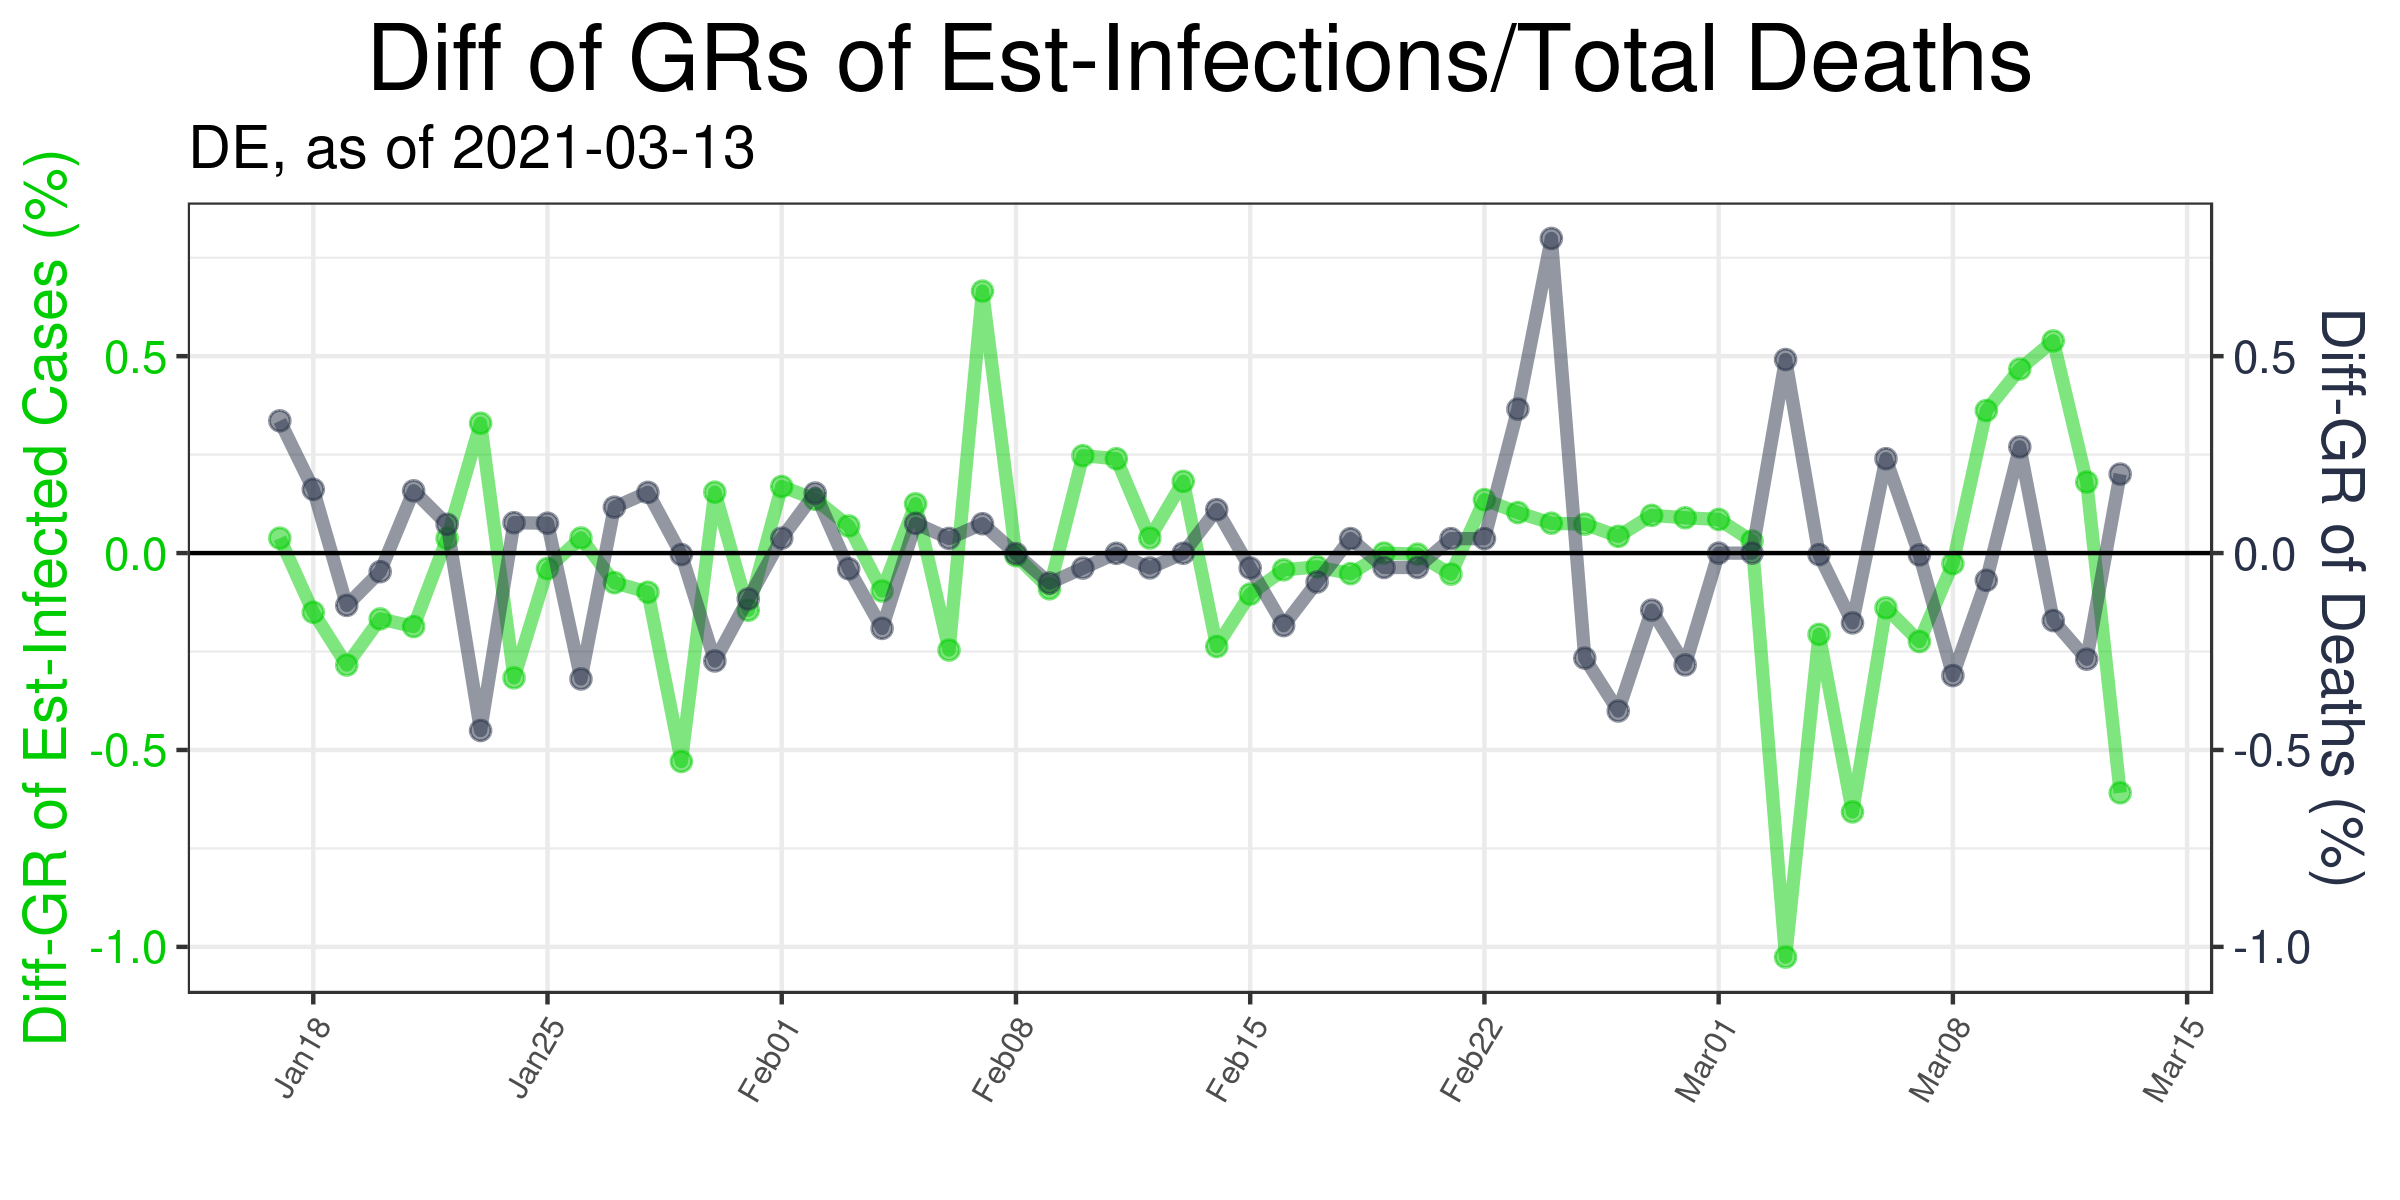 Diff of GRs of Est-Infections/Total Deaths
DE, as of 2021-03-13
Diff-GR of Est-Infected Cases (%)
0.5
0.0
-0.5
-1.0
0.5
0.0
-0.5
-1.0
Diff-GR of Deaths (%)
Jan18
Jan25
Feb01
Feb08
Feb15
Feb22
Mar01
Mar08
Mar15